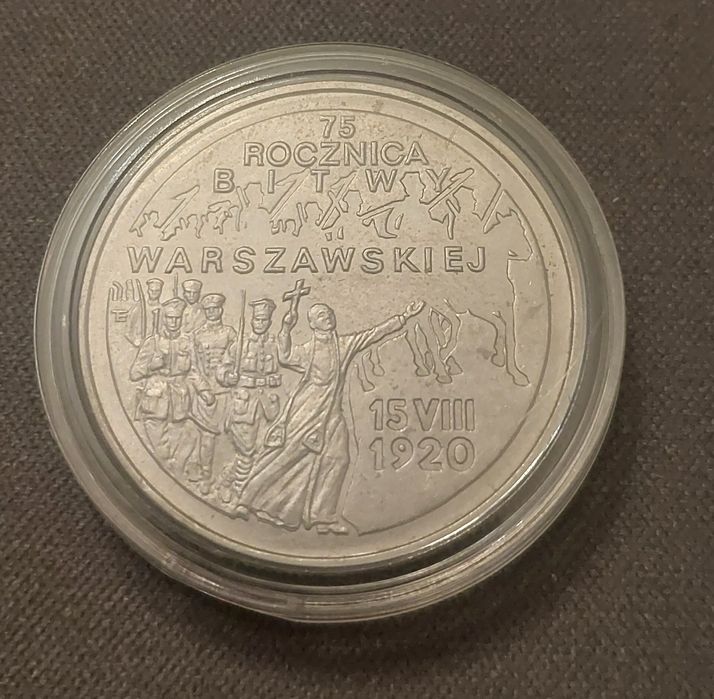 75
ROCZNICA
BITWY
WARSZAWSKIEJ
15 VIII
1920